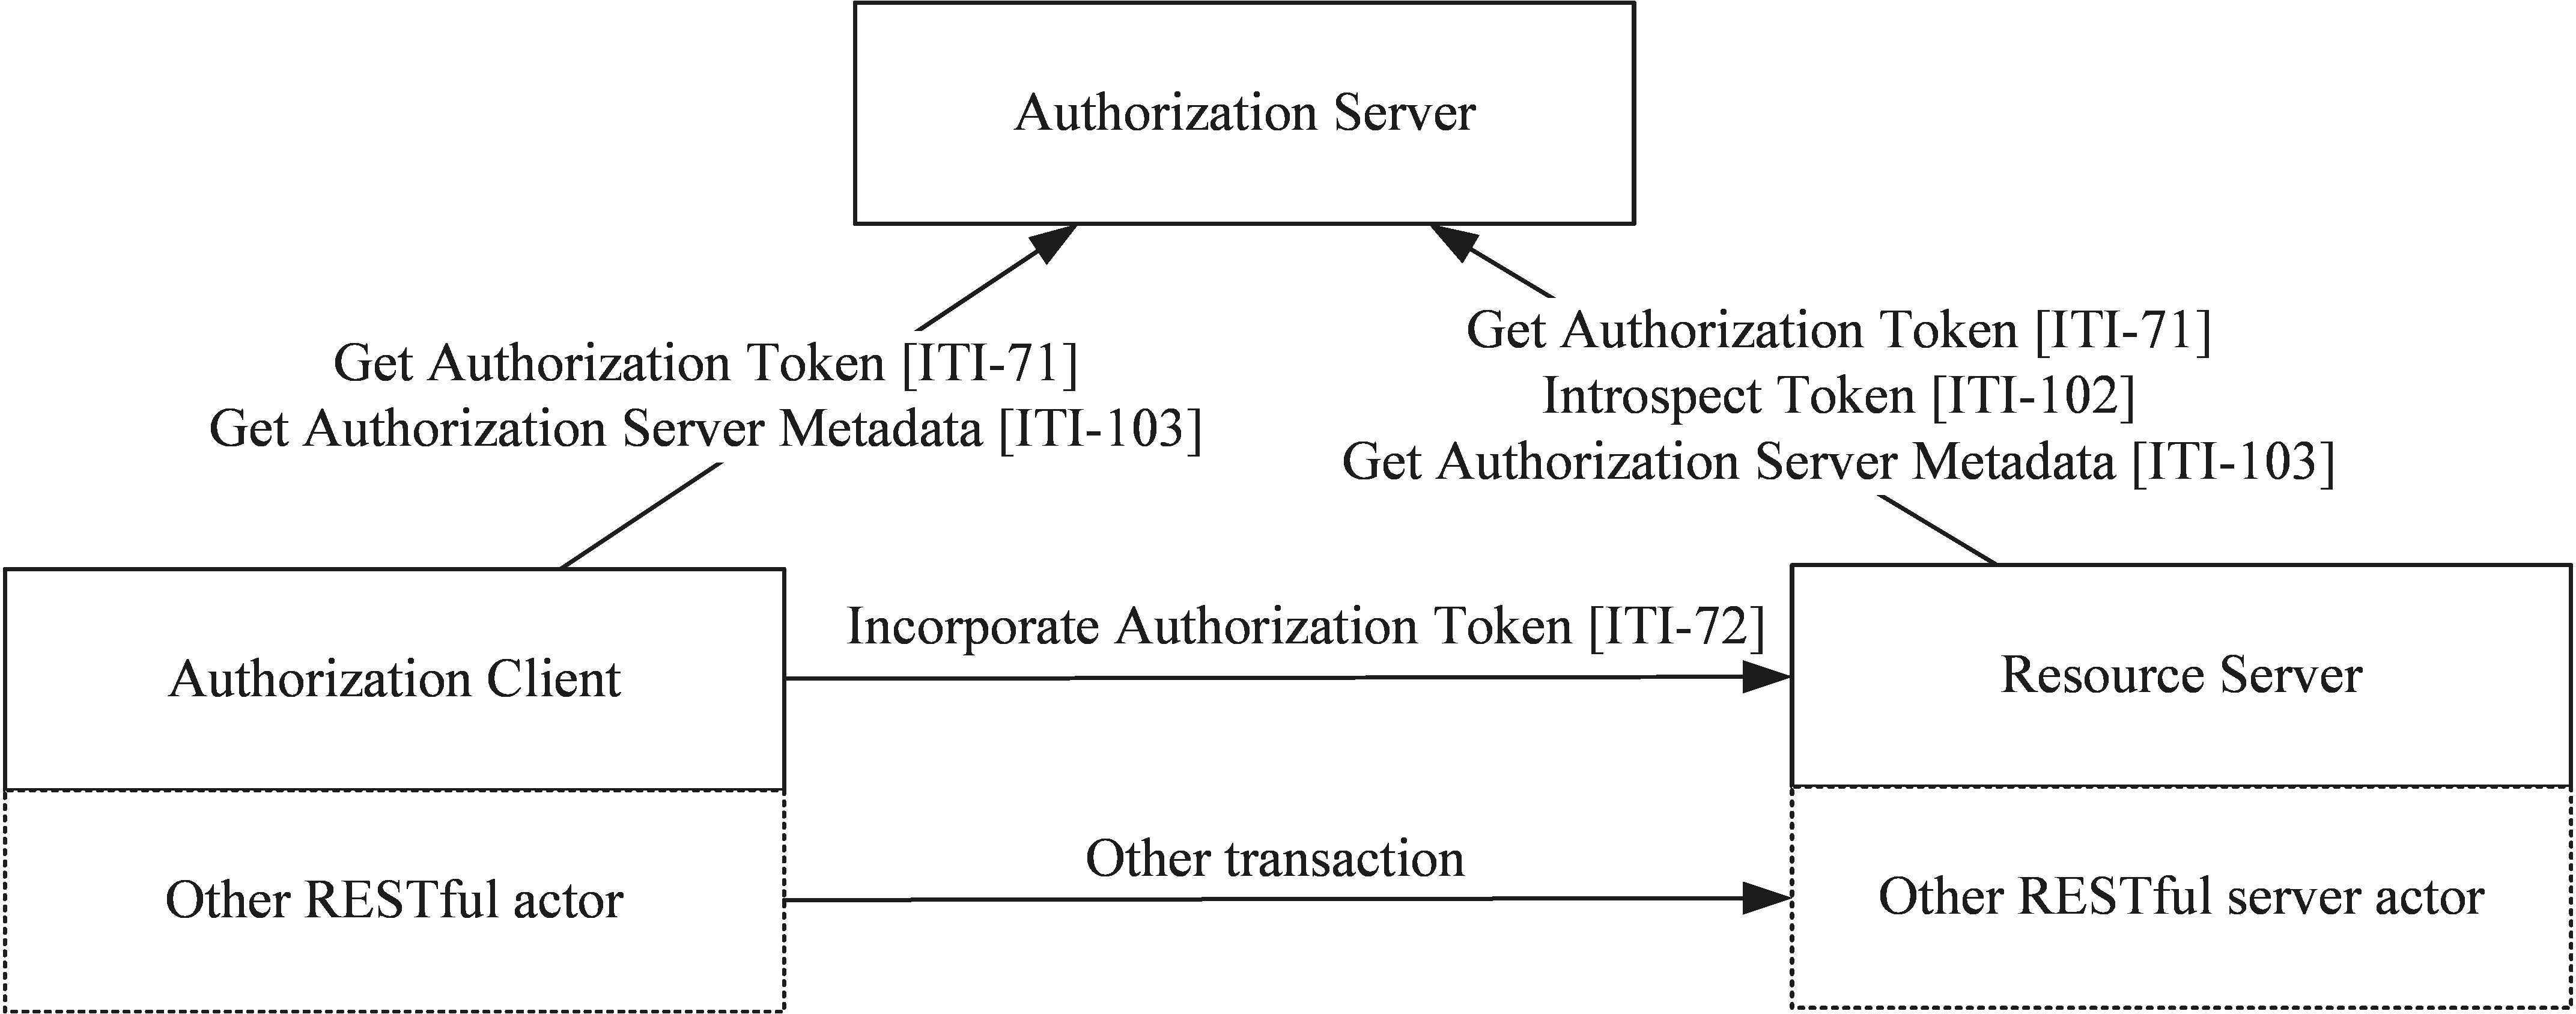 Authorization Server
Get Authorization Token [ITI-71]
Get Authorization Server Metadata [ITI-103]
Get Authorization Token [ITI-71]
Introspect Token [ITI-102]
Get Authorization Server Metadata [ITI-103]
Incorporate Authorization Token [ITI-72]
Authorization Client
Resource Server
Other transaction
Other RESTful actor
Other RESTful server actor